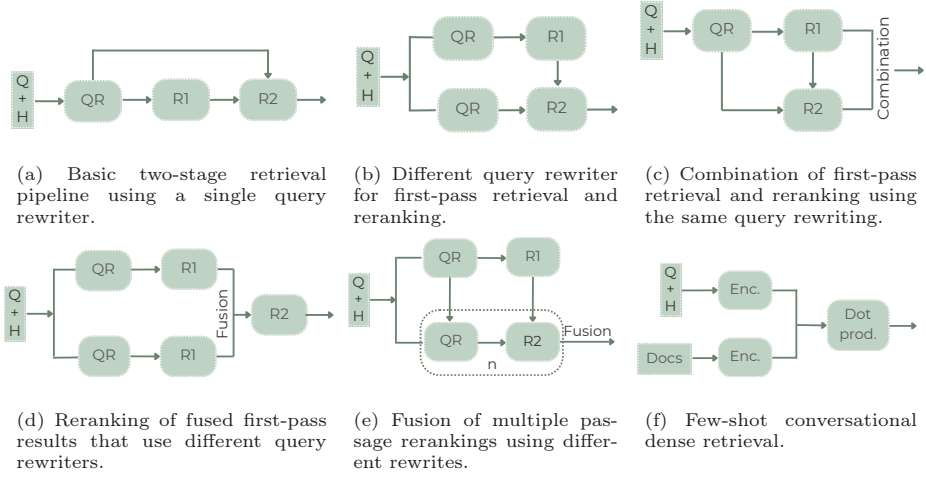 Q
+
H
QR
R1
R2
(a) Basic two-stage retrieval
pipeline using a single query
rewriter.
Q
+
H
QR
R1
QR
R2
(b) Different query rewriter
for first-pass retrieval and
reranking.
Q
+
H
QR
R1
R2
Combination
(c) Combination of first-pass
retrieval and reranking using
the same query rewriting.
Q
+
H
QR
R1
QR
R1
Fusion
R2
(d) Reranking of fused first-pass
results that use different query
rewriters.
Q
+
H
QR
R1
QR
R2
n
Fusion
(e) Fusion of multiple pas-
sage rerankings using differ-
ent rewrites.
Q
+
H
Enc.
Docs
Enc.
Dot
prod.
(f) Few-shot conversational
dense retrieval.